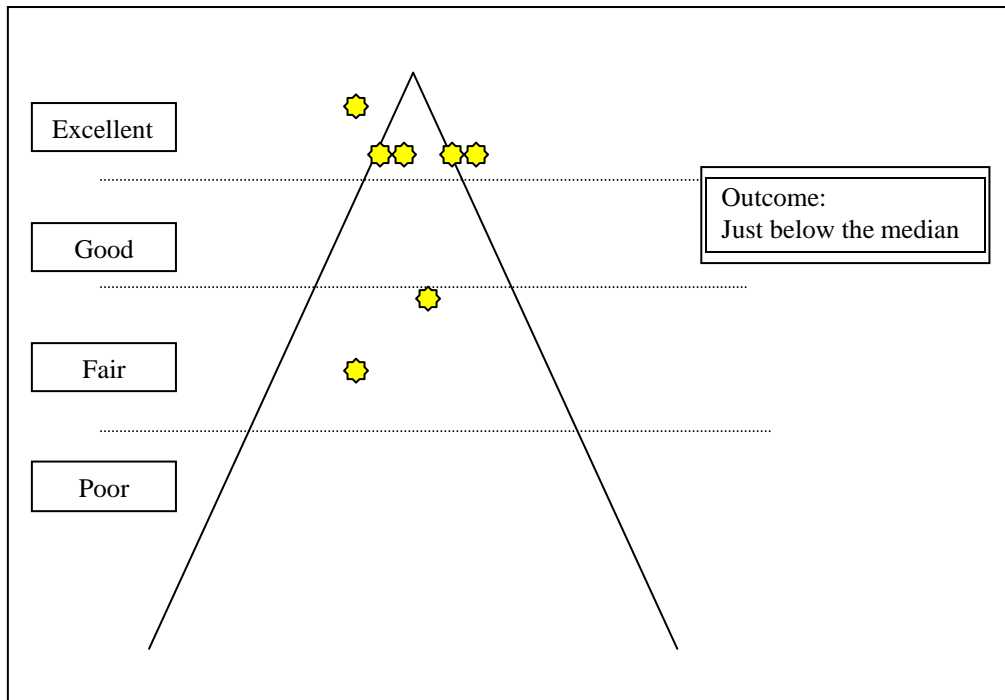 Excellent
Outcome:
Just below the median
Good
Fair
Poor